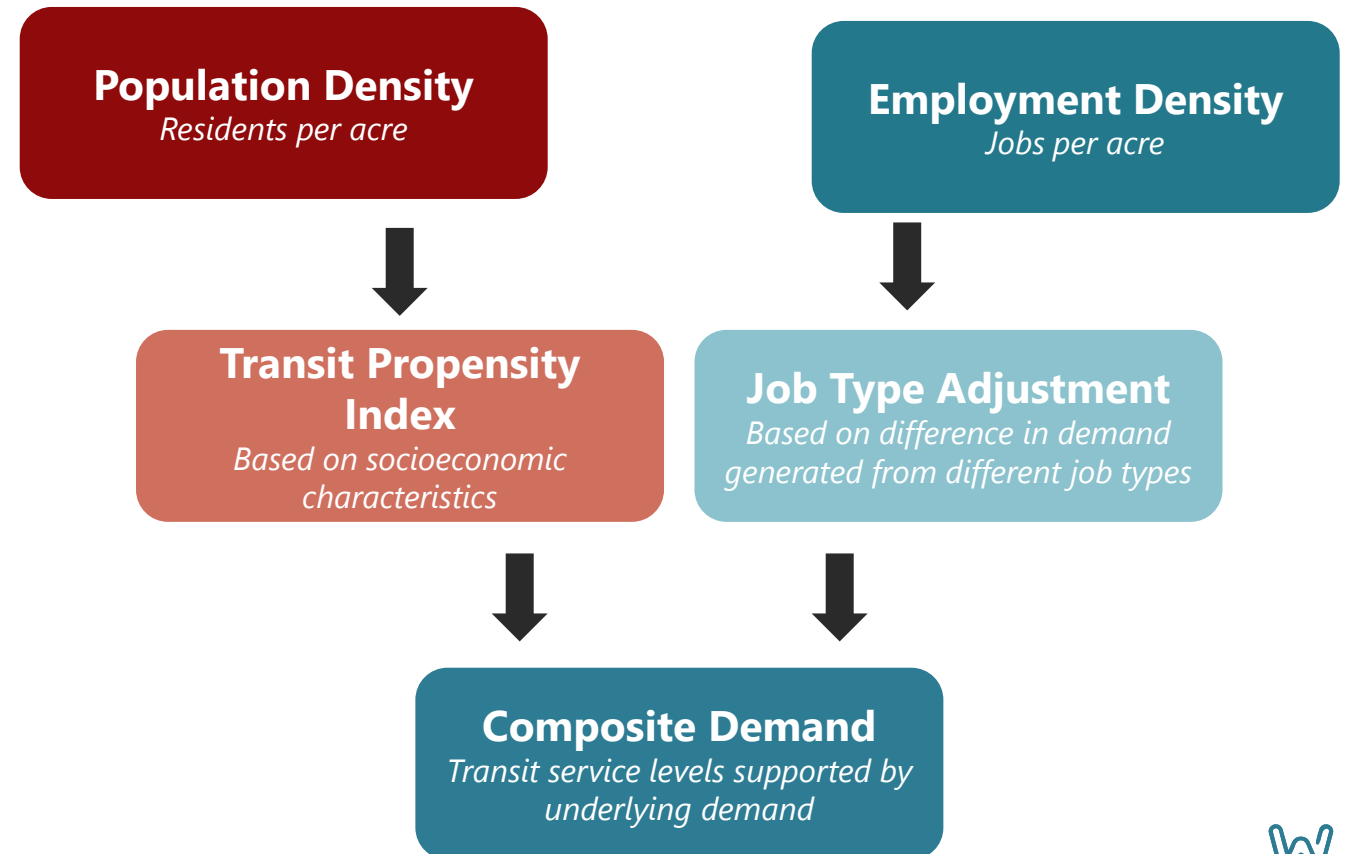 Population Density
Residents per acre
Employment Density
Jobs per acre
Transit Propensity
Index
Based on socioeconomic
characteristics
Job Type Adjustment
Based on difference in demand
generated from different job types
Composite Demand
Transit service levels supported by
underlying demand